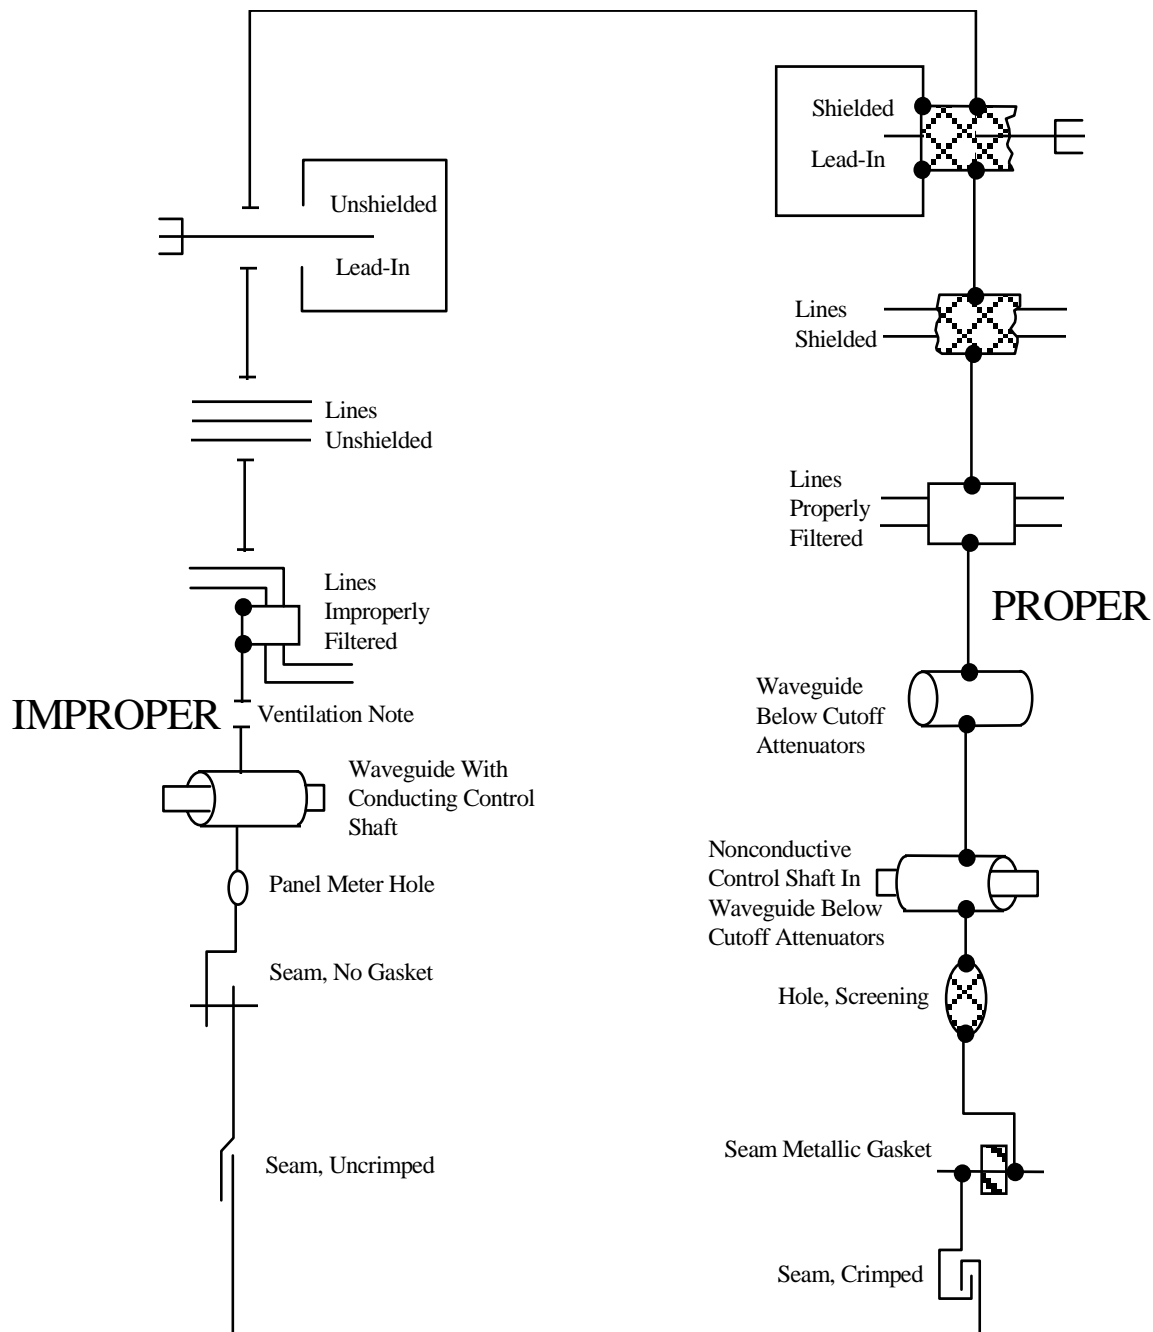 Unshielded
Lead-In
Lines
Unshielded
Lines
Improperly
Filtered
IMPROPER
Ventilation Note
Waveguide With
Conducting Control
Shaft
Panel Meter Hole
Seam, No Gasket
Seam, Uncrimped
Shielded
Lead-In
Lines
Shielded
Lines
Properly
Filtered
PROPER
Waveguide
Below Cutoff
Attenuators
Nonconductive
Control Shaft In
Waveguide Below
Cutoff Attenuators
Hole, Screening
Seam Metallic Gasket
Seam, Crimped